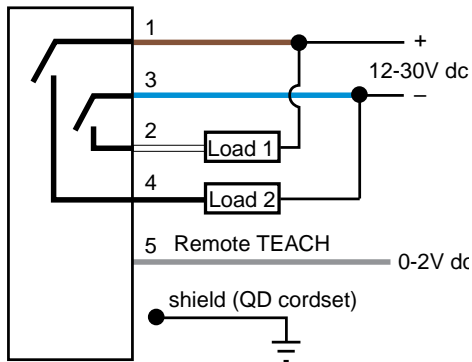 1
+
12-30V dc
3
–
2
Load 1
4
Load 2
5
Remote TEACH
0-2V dc
shield (QD cordset)